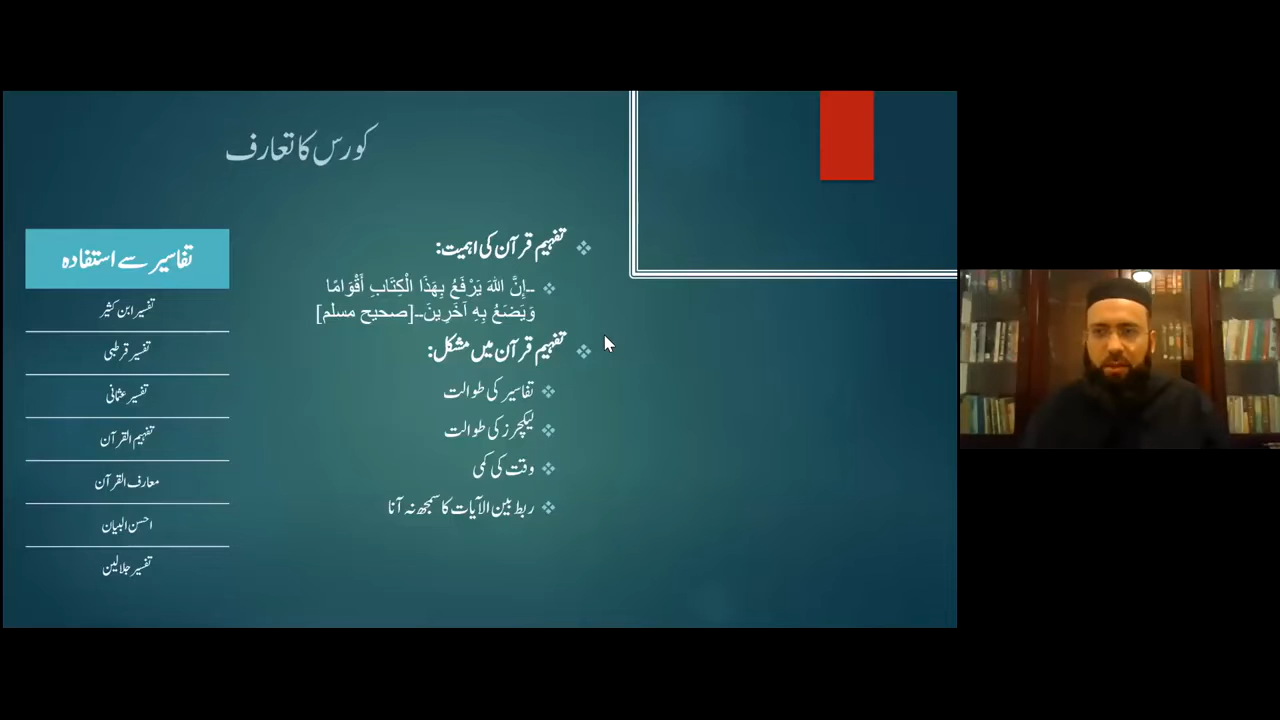 کورس کا تعارف
تفہیم قرآن کی اہمیت:
۔إِنَّ اللهَ يَرْفَعُ بِهَذَا الْكِتَابِ أَقْوَامًا
وَيَضَعُ بِهِ آخَرِينَ۔[صحيح مسلم]
تفہیم قرآن میں مشکل:
تفاسیر کی طوالت
لیکچرز کی طوالت
وقت کی کمی
ربط بین الآیات کا سمجھ نہ آنا
تفاسیر سے استفادہ
تفسیر ابن کثیر
تفسیر قرطبی
تفسیر عثمانی
تفہیم القرآن
معارف القرآن
احسن البیان
تفسیر جلالین